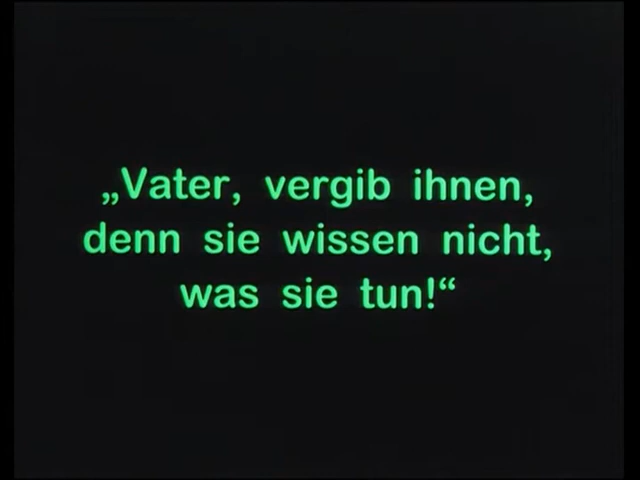 „Vater, vergib ihnen,
denn sie wissen nicht,
was sie tun!“